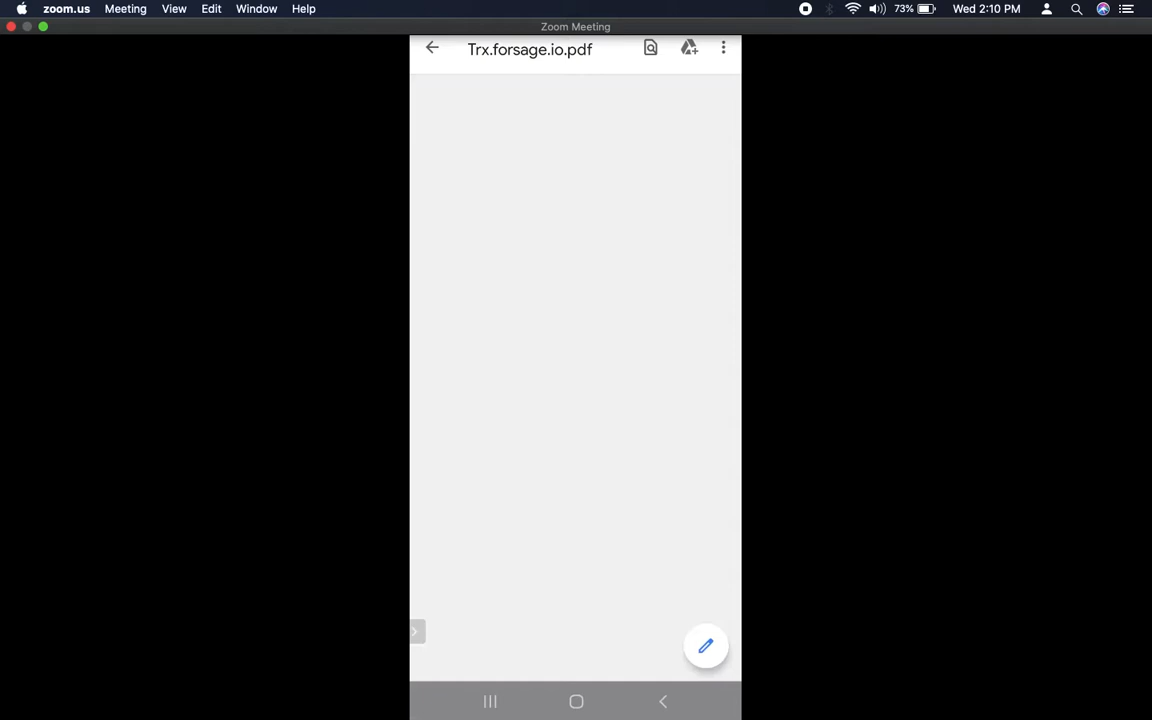 zoom.us Meeting View Edit Window Help 73% Wed 2:10 PM
Zoom Meeting
Trx.forsage.io.pdf